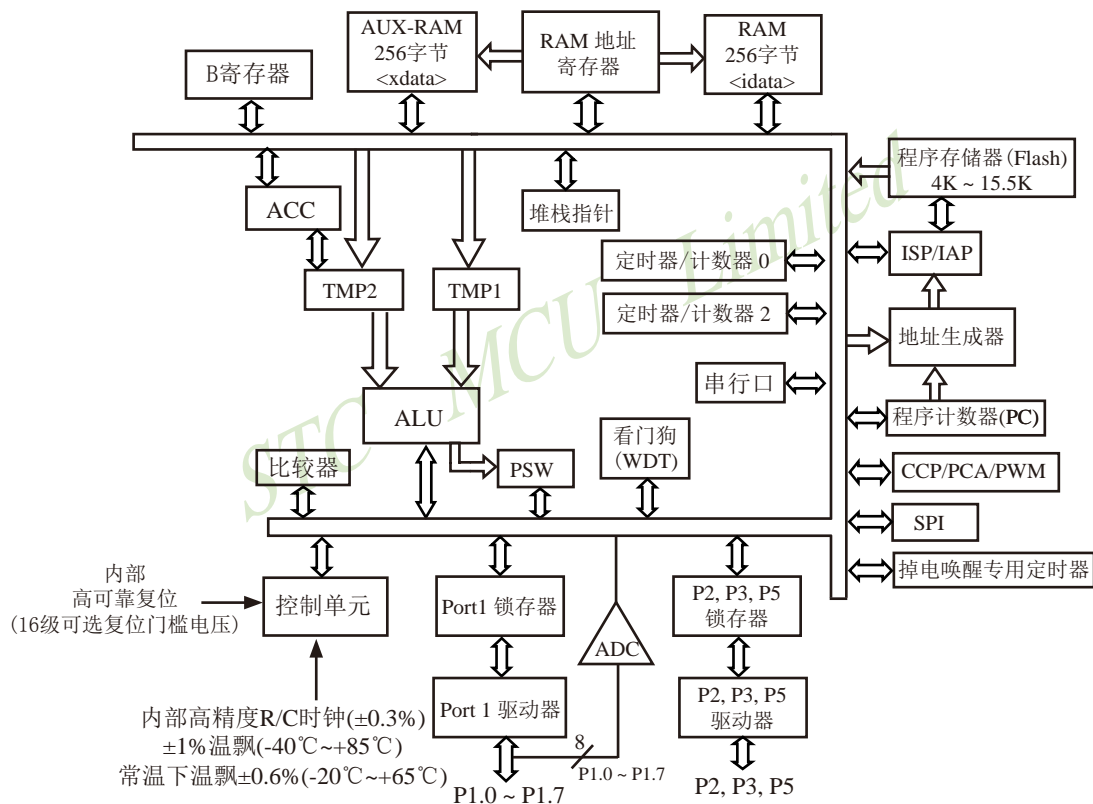 AUX-RAM
256字节
<xdata>
RAM 地址
寄存器
RAM
256字节
<idata>
B寄存器
程序存储器(Flash)
4K ~ 15.5K
ACC
堆栈指针
定时器/计数器 0
ISP/IAP
TMP2
TMP1
定时器/计数器 2
地址生成器
串行口
ALU
程序计数器(PC)
看门狗
(WDT)
比较器
PSW
CCP/PCA/PWM
SPI
掉电唤醒专用定时器
内部
高可靠复位
(16级可选复位门槛电压)
控制单元
Port1 锁存器
ADC
P2, P3, P5
锁存器
内部高精度R/C时钟(±0.3%)
±1%温飘(-40℃~+85℃)
常温下温飘±0.6%(-20℃~+65℃)
Port 1 驱动器
P2, P3, P5
驱动器
8
P1.0 ~ P1.7
P1.0 ~ P1.7
P2, P3, P5
STC MCU Limited